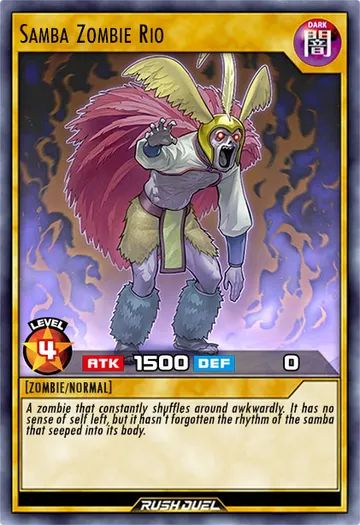 Samba Zombie Rio
DARK
闇
LEVEL
4
ATK 1500 DEF 0
[ZOMBIE/NORMAL]
A zombie that constantly shuffles around awkwardly. It has no
sense of self left, but it hasn't forgotten the rhythm of the samba
that seeped into its body.
RUSH DUEL